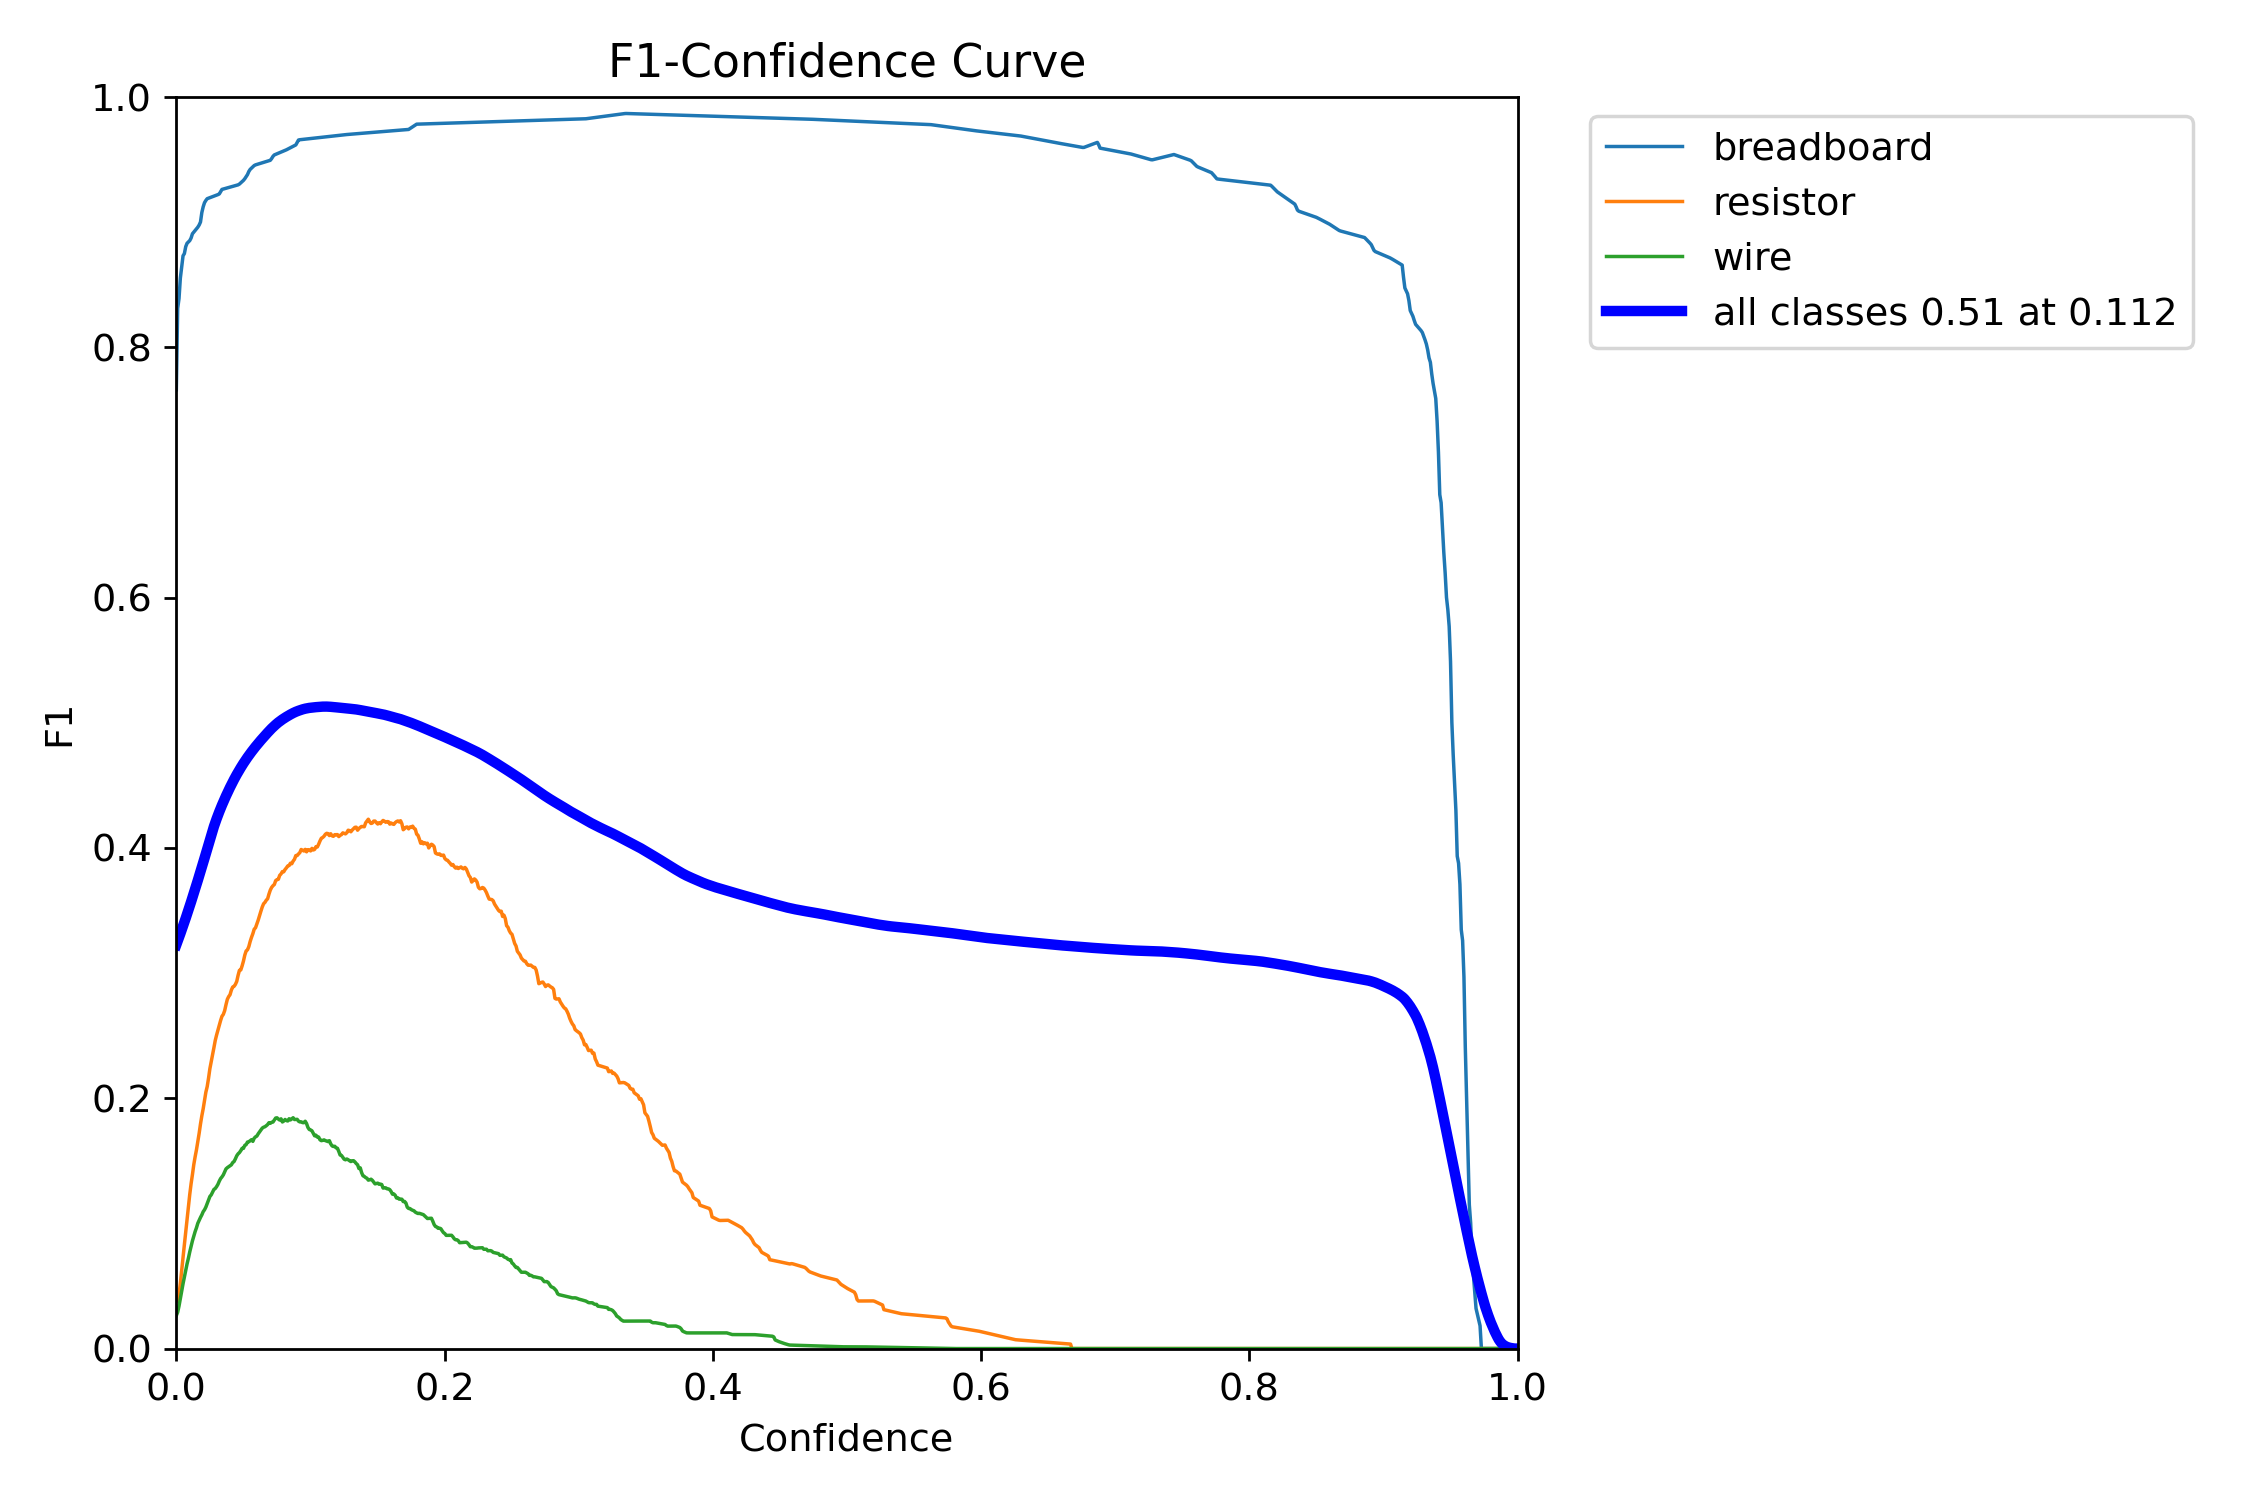 F1-Confidence Curve
1.0
0.8
0.6
0.4
0.2
0.0
F1
0.0 0.2 0.4 0.6 0.8 1.0
Confidence
breadboard
resistor
wire
all classes 0.51 at 0.112